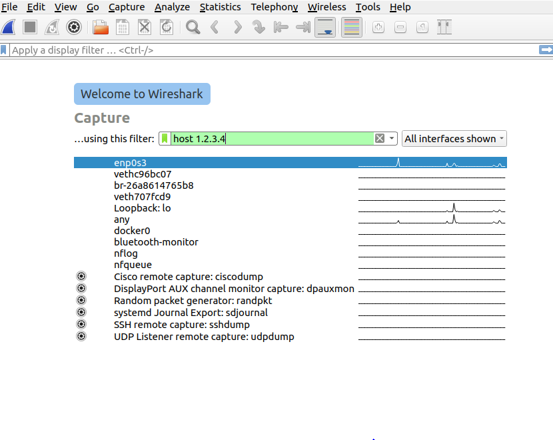 File Edit View Go Capture Analyze Statistics Telephony Wireless Tools Help
Apply a display filter … <Ctrl-/>
Welcome to Wireshark
Capture
…using this filter: host 1.2.3.4 All interfaces shown
enp0s3
vethc96bc07
br-26a8614765b8
veth707fcd9
Loopback: lo
any
docker0
bluetooth-monitor
nflog
nfqueue
Cisco remote capture: ciscodump
DisplayPort AUX channel monitor capture: dpauxmon
Random packet generator: randpkt
systemd Journal Export: sdjournal
SSH remote capture: sshdump
UDP Listener remote capture: udpdump